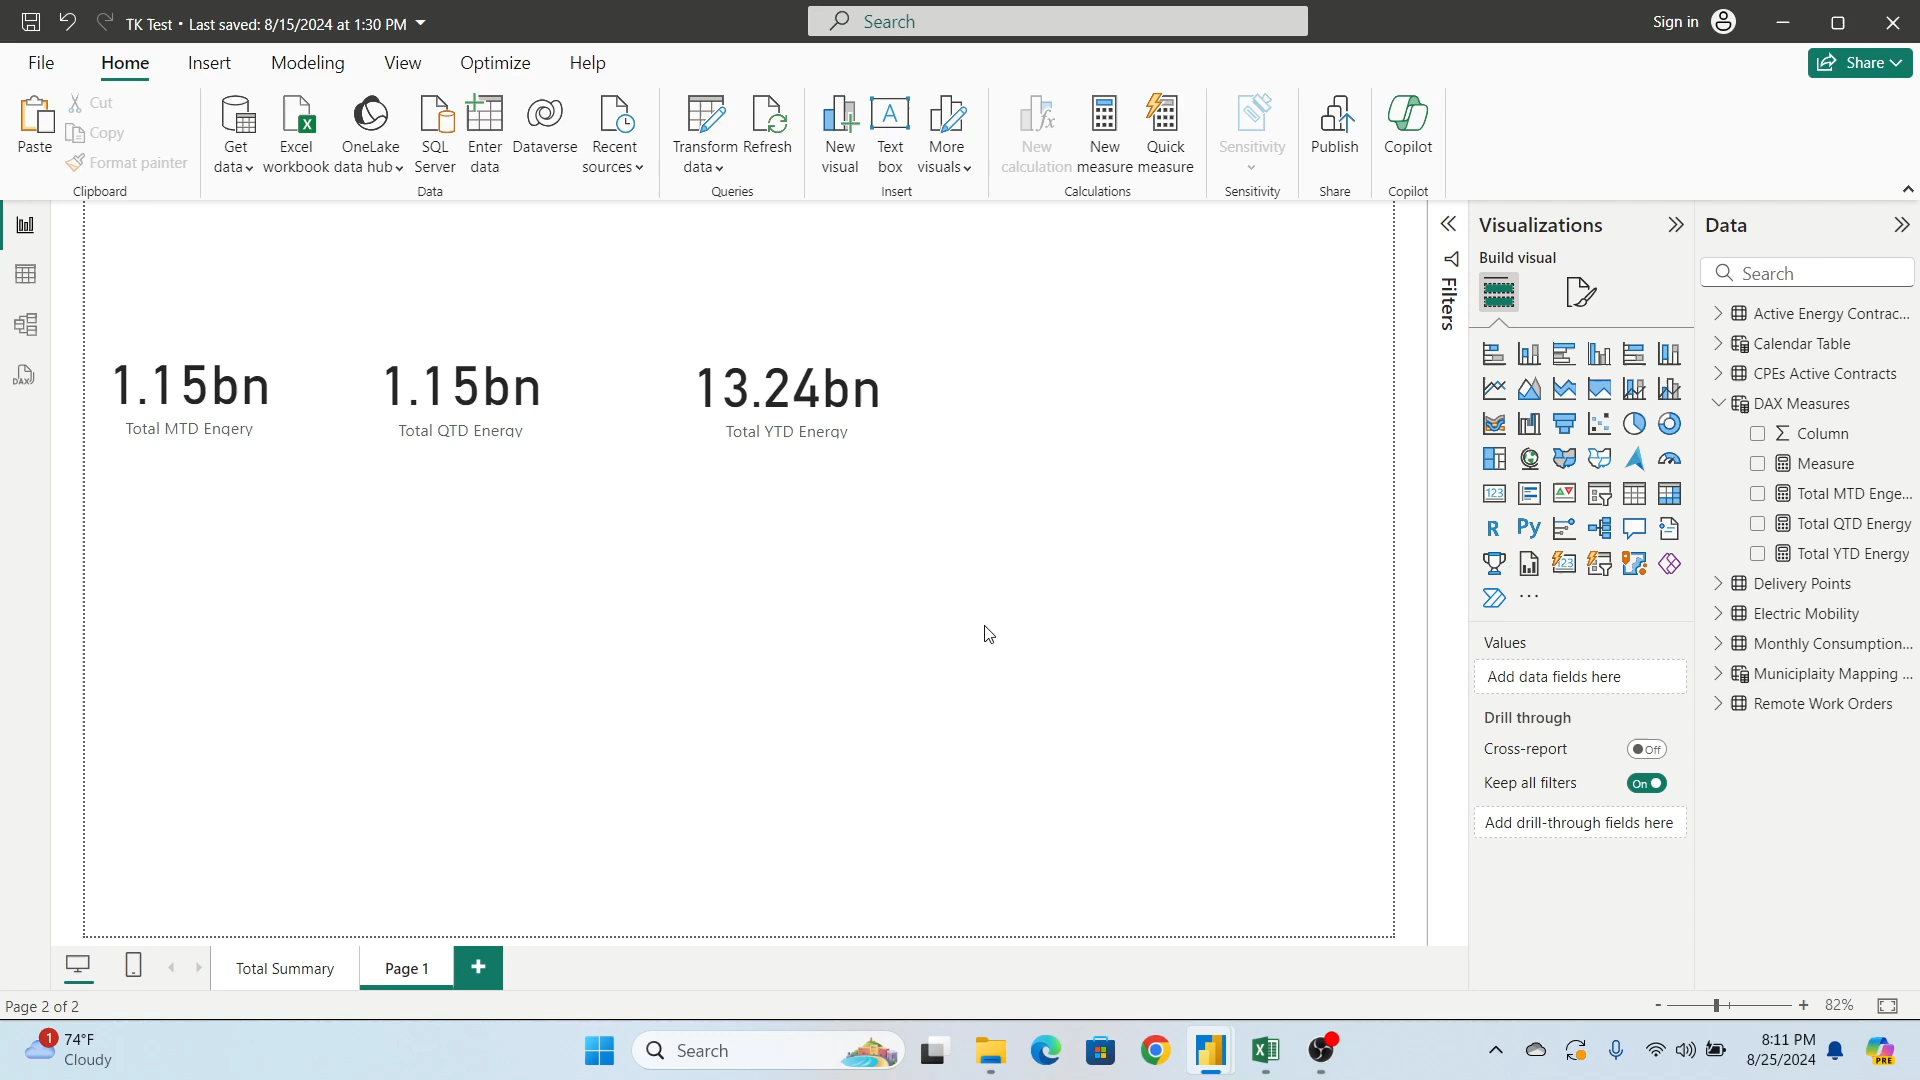 TK Test • Last saved: 8/15/2024 at 1:30 PM
Search
Sign in
File
Home
Insert
Modeling
View
Optimize
Help
Share
Paste
Cut
Copy
Format painter
Clipboard
Get data
Excel workbook
OneLake data hub
SQL Server
Enter data
Dataverse
Recent sources
Data
Transform data
Refresh
Queries
New visual
Text box
More visuals
Insert
New calculation
New measure
Quick measure
Calculations
Sensitivity
Sensitivity
Publish
Share
Copilot
Copilot
1.15bn
Total MTD Engery
1.15bn
Total QTD Energy
13.24bn
Total YTD Energy
Filters
Visualizations
Build visual
123
R
Py
123
Values
Add data fields here
Drill through
Cross-report
Off
Keep all filters
On
Add drill-through fields here
Data
Search
Active Energy Contrac...
Calendar Table
CPEs Active Contracts
DAX Measures
Column
Measure
Total MTD Enge...
Total QTD Energy
Total YTD Energy
Delivery Points
Electric Mobility
Monthly Consumption...
Municiplaity Mapping ...
Remote Work Orders
DAX
Total Summary
Page 1
Page 2 of 2
82%
1
74°F
Cloudy
Search
8:11 PM
8/25/2024
PRE